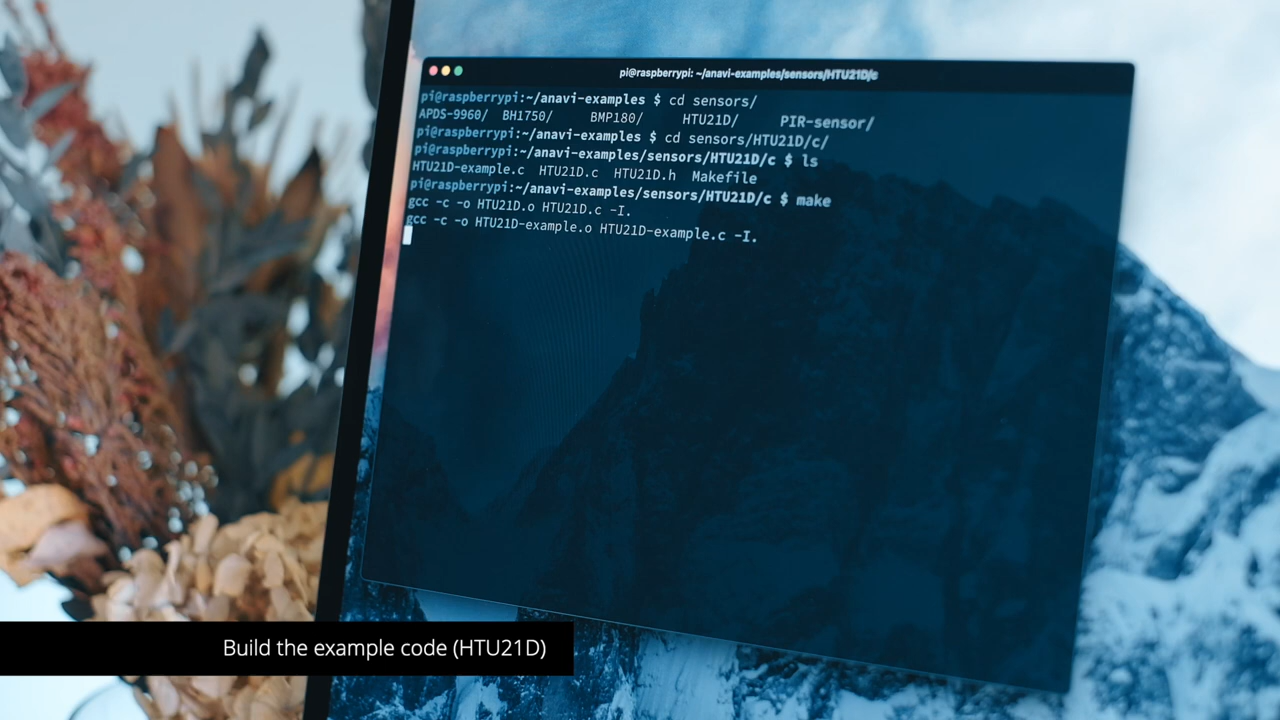 pi@raspberrypi: ~/anavi-examples/sensors/HTU21D/c
pi@raspberrypi:~/anavi-examples $ cd sensors/
APDS-9960/ BH1750/ BMP180/ HTU21D/ PIR-sensor/
pi@raspberrypi:~/anavi-examples $ cd sensors/HTU21D/c/
pi@raspberrypi:~/anavi-examples/sensors/HTU21D/c $ ls
HTU21D-example.c HTU21D.c HTU21D.h Makefile
pi@raspberrypi:~/anavi-examples/sensors/HTU21D/c $ make
gcc -c -o HTU21D.o HTU21D.c -I.
gcc -c -o HTU21D-example.o HTU21D-example.c -I.
Build the example code (HTU21D)